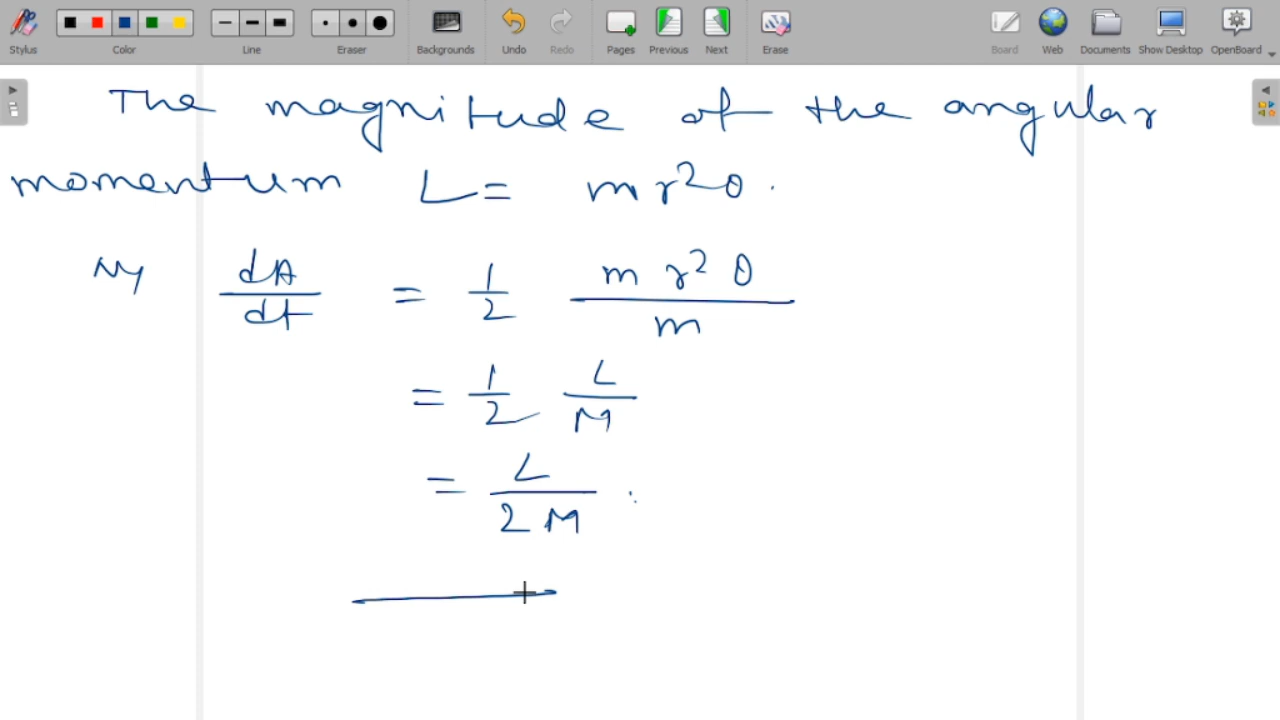 Stylus Color Line Eraser Backgrounds Undo Redo Pages Previous Next Erase Board Web Documents Show Desktop OpenBoard
The magnitude of the angular
momentum L = mr²θ.
dA/dt = 1/2 m r² θ / m
= 1/2 L/M
= L/2M .